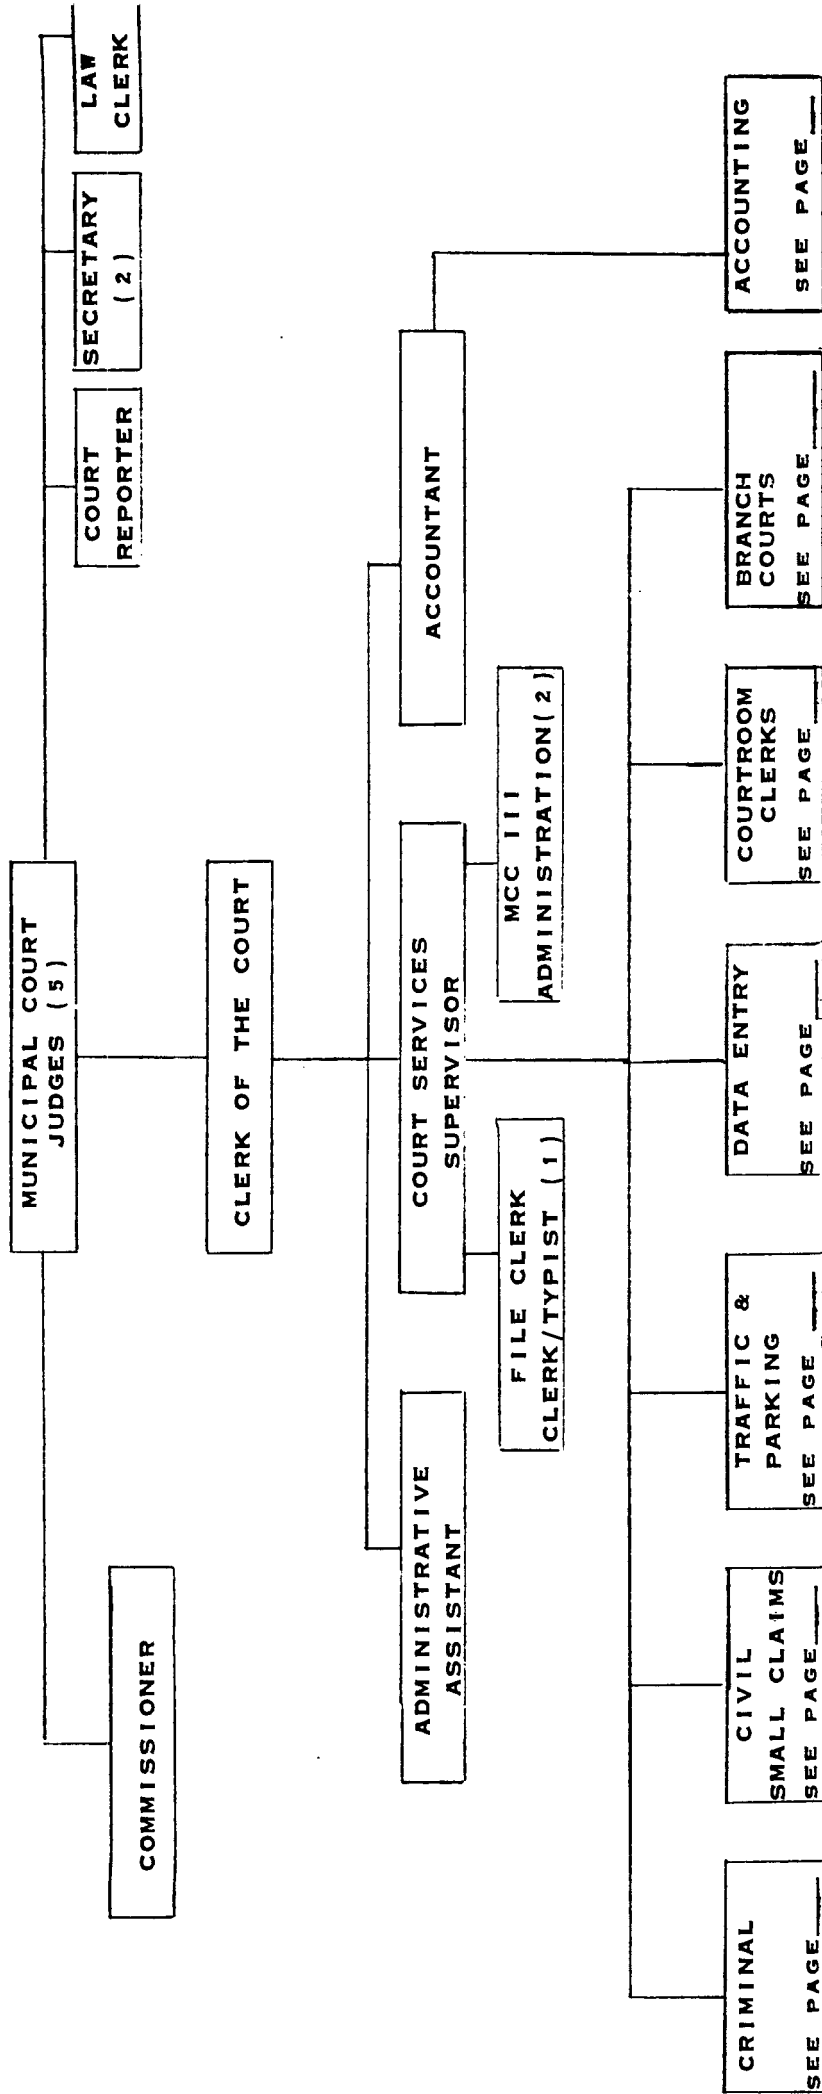 MUNICIPAL COURT
JUDGES (5)
COMMISSIONER
COURT
REPORTER
SECRETARY
(2)
LAW
CLERK
CLERK OF THE COURT
ADMINISTRATIVE
ASSISTANT
COURT SERVICES
SUPERVISOR
ACCOUNTANT
FILE CLERK
CLERK/TYPIST (1)
MCC III
ADMINISTRATION(2)
CRIMINAL
SEE PAGE
CIVIL
SMALL CLAIMS
SEE PAGE
TRAFFIC &
PARKING
SEE PAGE
DATA ENTRY
SEE PAGE
COURTROOM
CLERKS
SEE PAGE
BRANCH
COURTS
SEE PAGE
ACCOUNTING
SEE PAGE